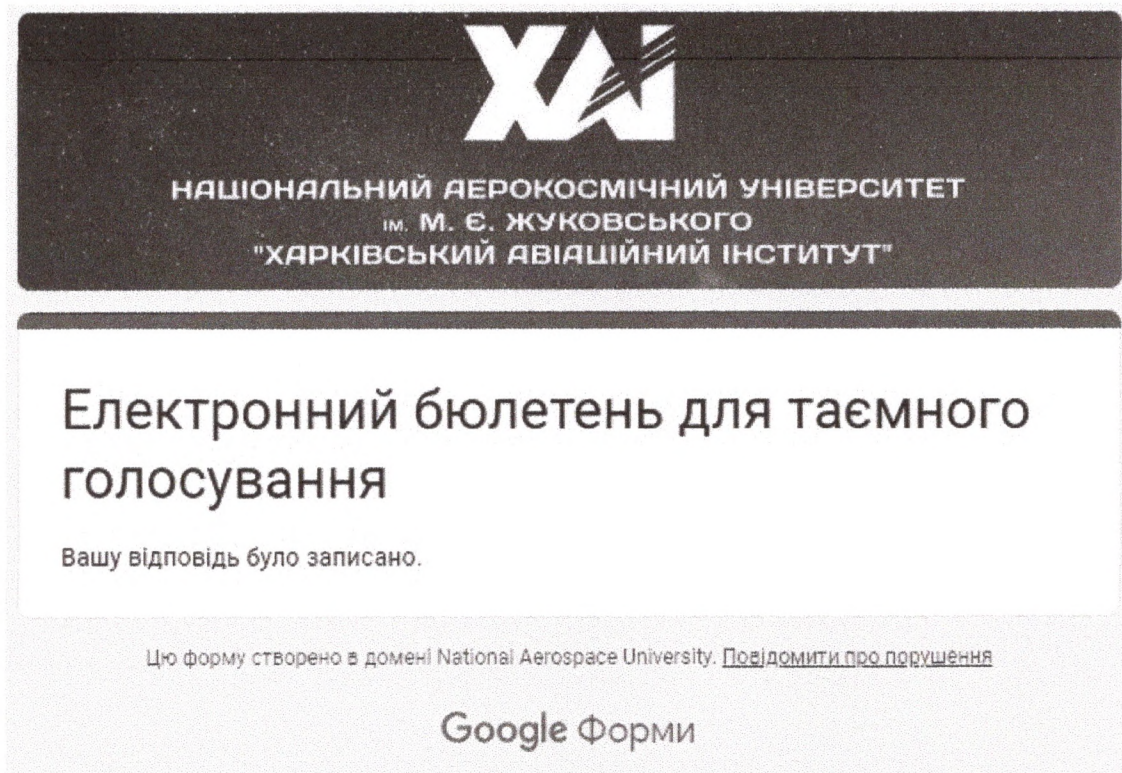 ХАІ
НАЦІОНАЛЬНИЙ АЕРОКОСМІЧНИЙ УНІВЕРСИТЕТ
ІМ. М. Є. ЖУКОВСЬКОГО
"ХАРКІВСЬКИЙ АВІАЦІЙНИЙ ІНСТИТУТ"
Електронний бюлетень для таємного
голосування
Вашу відповідь було записано.
Цю форму створено в домені National Aerospace University. Повідомити про порушення
Google Форми